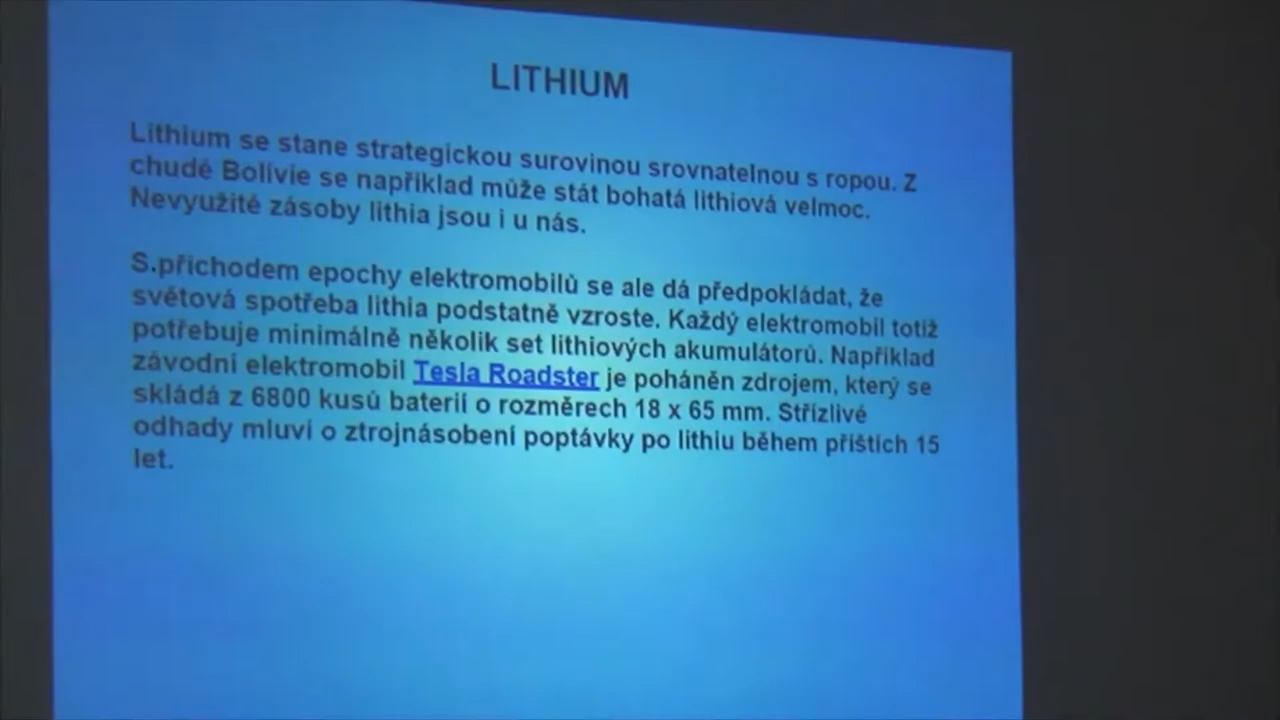 LITHIUM
Lithium se stane strategickou surovinou srovnatelnou s ropou. Z
chudé Bolívie se například může stát bohatá lithiová velmoc.
Nevyužité zásoby lithia jsou i u nás.
S.příchodem epochy elektromobilů se ale dá předpokládat, že
světová spotřeba lithia podstatně vzroste. Každý elektromobil totiž
potřebuje minimálně několik set lithiových akumulátorů. Například
závodní elektromobil Tesla Roadster je poháněn zdrojem, který se
skládá z 6800 kusů baterií o rozměrech 18 x 65 mm. Střízlivé
odhady mluví o ztrojnásobení poptávky po lithiu během příštích 15
let.